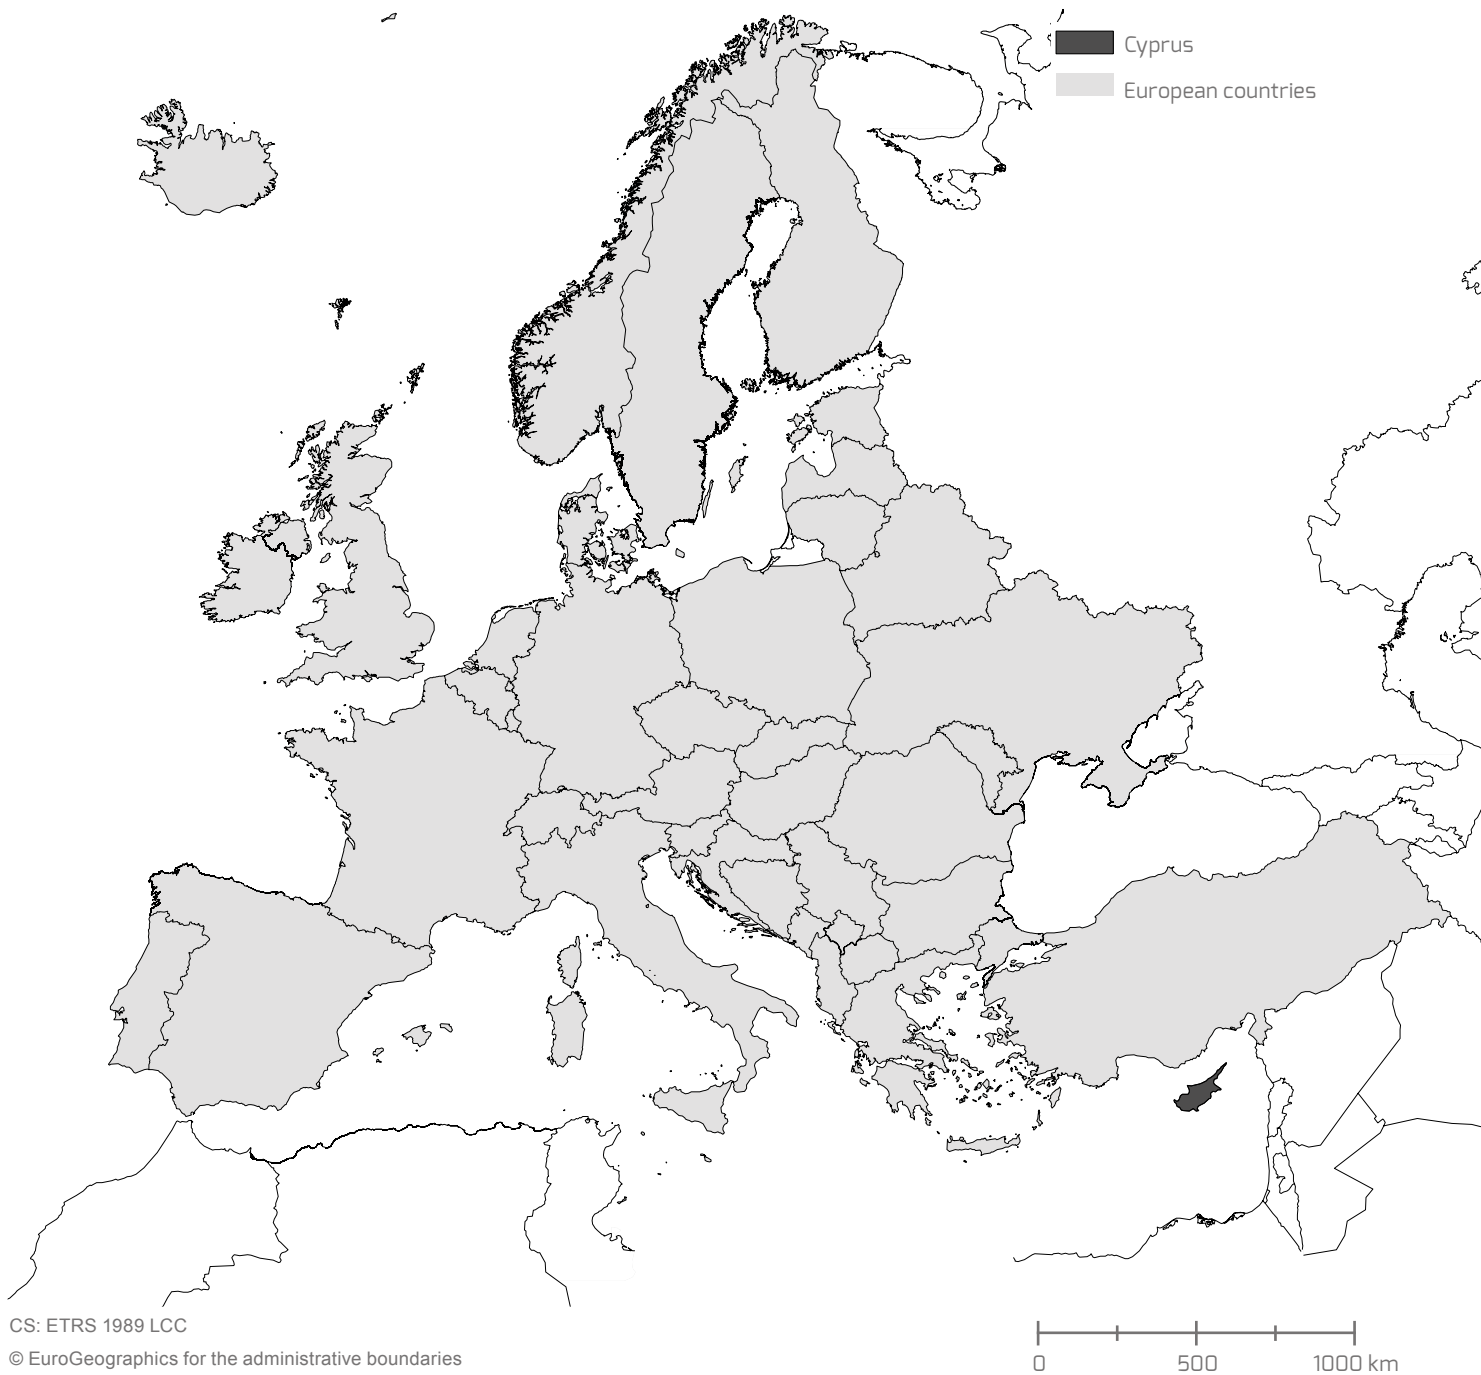 Cyprus
European countries
CS: ETRS 1989 LCC
© EuroGeographics for the administrative boundaries
0 500 1000 km